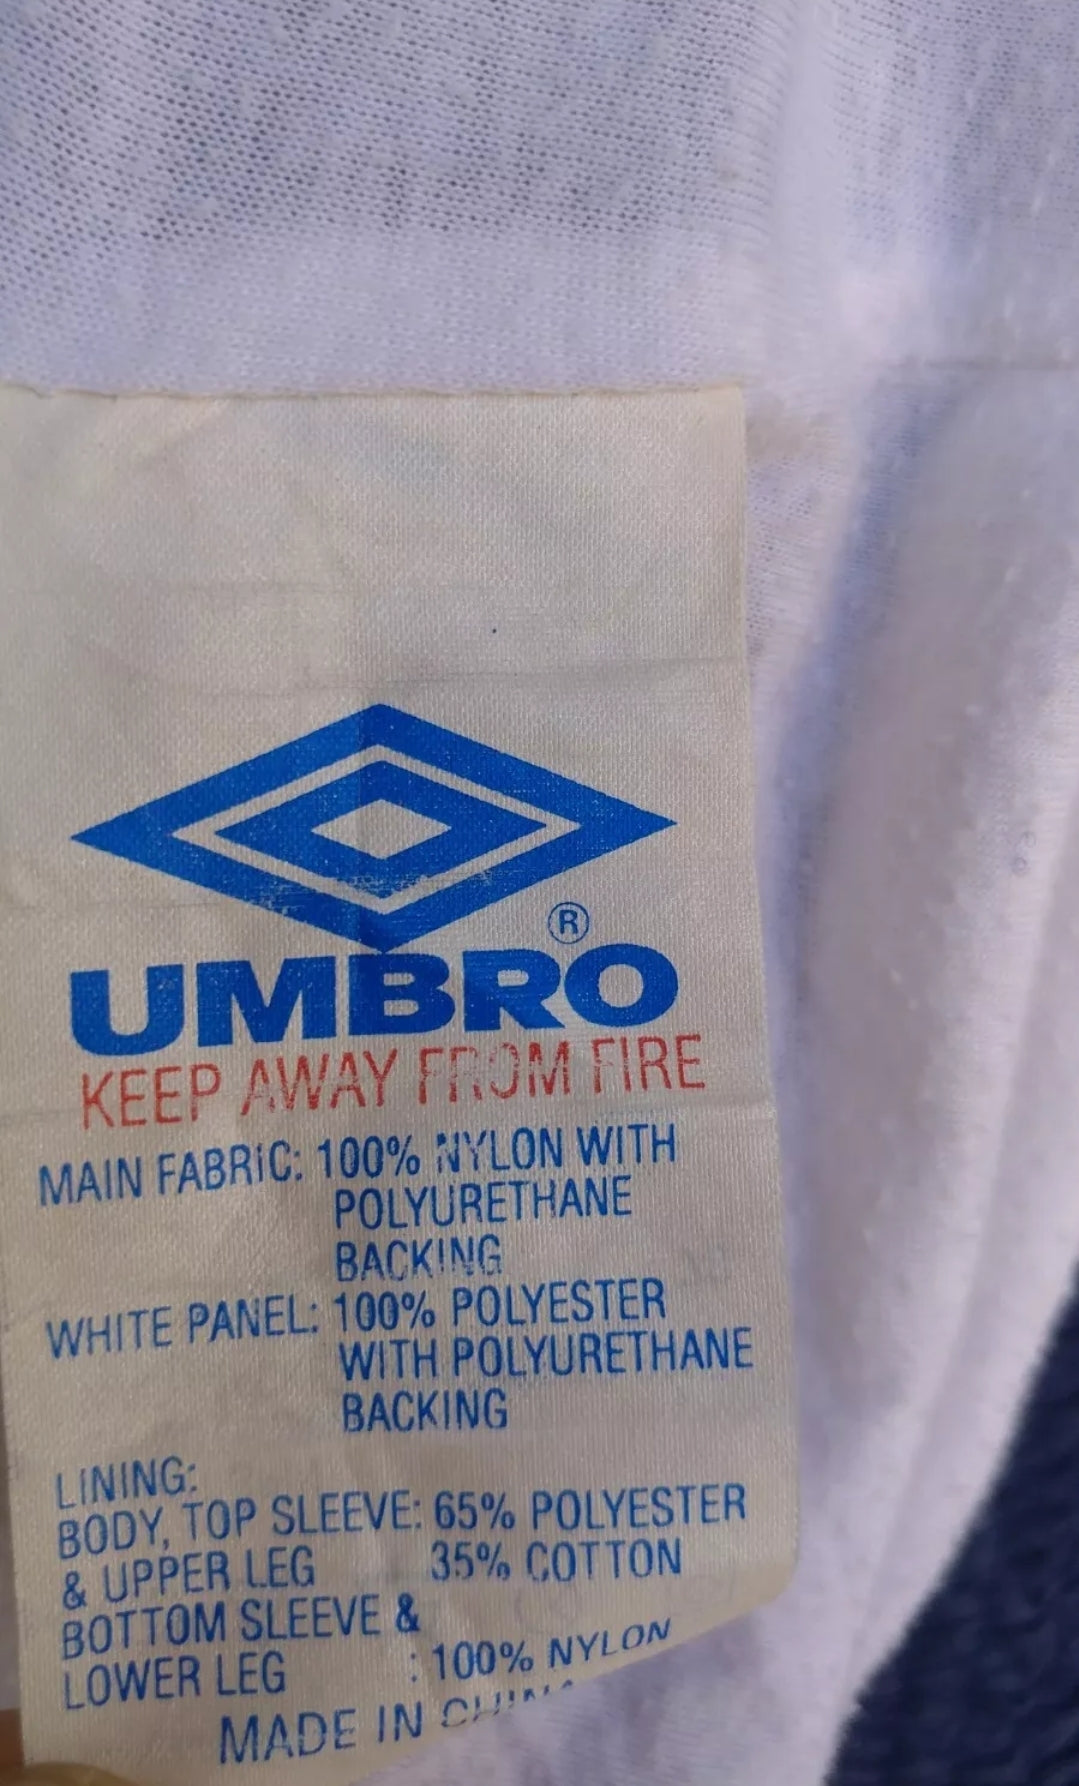 ®
UMBRO
KEEP AWAY FROM FIRE
MAIN FABRIC: 100% NYLON WITH
POLYURETHANE
BACKING
WHITE PANEL: 100% POLYESTER
WITH POLYURETHANE
BACKING
LINING:
BODY, TOP SLEEVE: 65% POLYESTER
& UPPER LEG 35% COTTON
BOTTOM SLEEVE &
LOWER LEG : 100% NYLON
MADE IN CHINA